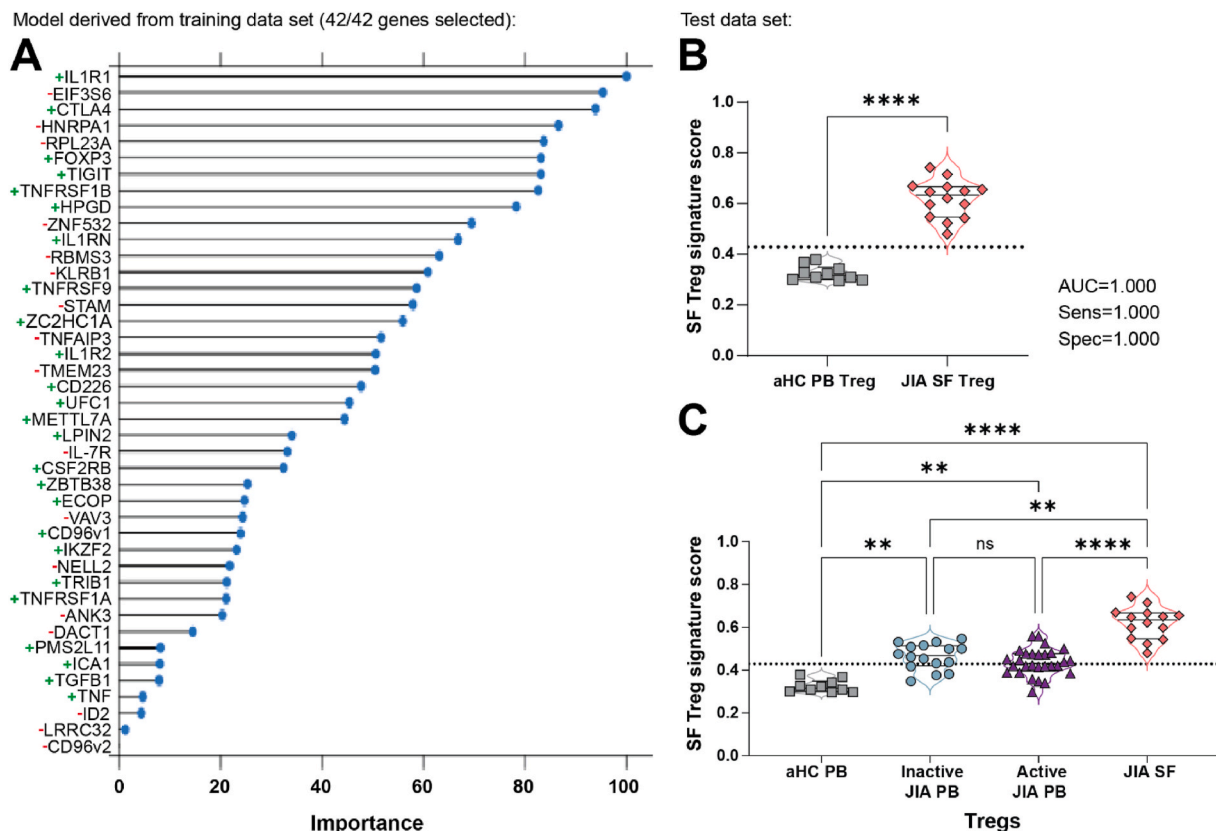 Model derived from training data set (42/42 genes selected):
A
+IL1R1
-EIF3S6
+CTLA4
-HNRPA1
-RPL23A
+FOXP3
+TIGIT
+TNFRSF1B
+HPGD
-ZNF532
+IL1RN
-RBMS3
-KLRB1
+TNFRSF9
-STAM
+ZC2HC1A
-TNFAIP3
+IL1R2
-TMEM23
+CD226
+UFC1
+METTL7A
+LPIN2
-IL-7R
+CSF2RB
+ZBTB38
+ECOP
-VAV3
+CD96v1
+IKZF2
-NELL2
+TRIB1
+TNFRSF1A
-ANK3
-DACT1
+PMS2L11
+ICA1
+TGFB1
+TNF
-ID2
-LRRC32
-CD96v2
0 20 40 60 80 100
Importance
Test data set:
B
SF Treg signature score
1.0
0.8
0.6
0.4
0.2
0.0
****
aHC PB Treg JIA SF Treg
AUC=1.000
Sens=1.000
Spec=1.000
C
SF Treg signature score
1.0
0.8
0.6
0.4
0.2
0.0
****
**
**
** ns ****
aHC PB Inactive Active JIA SF
JIA PB JIA PB
Tregs